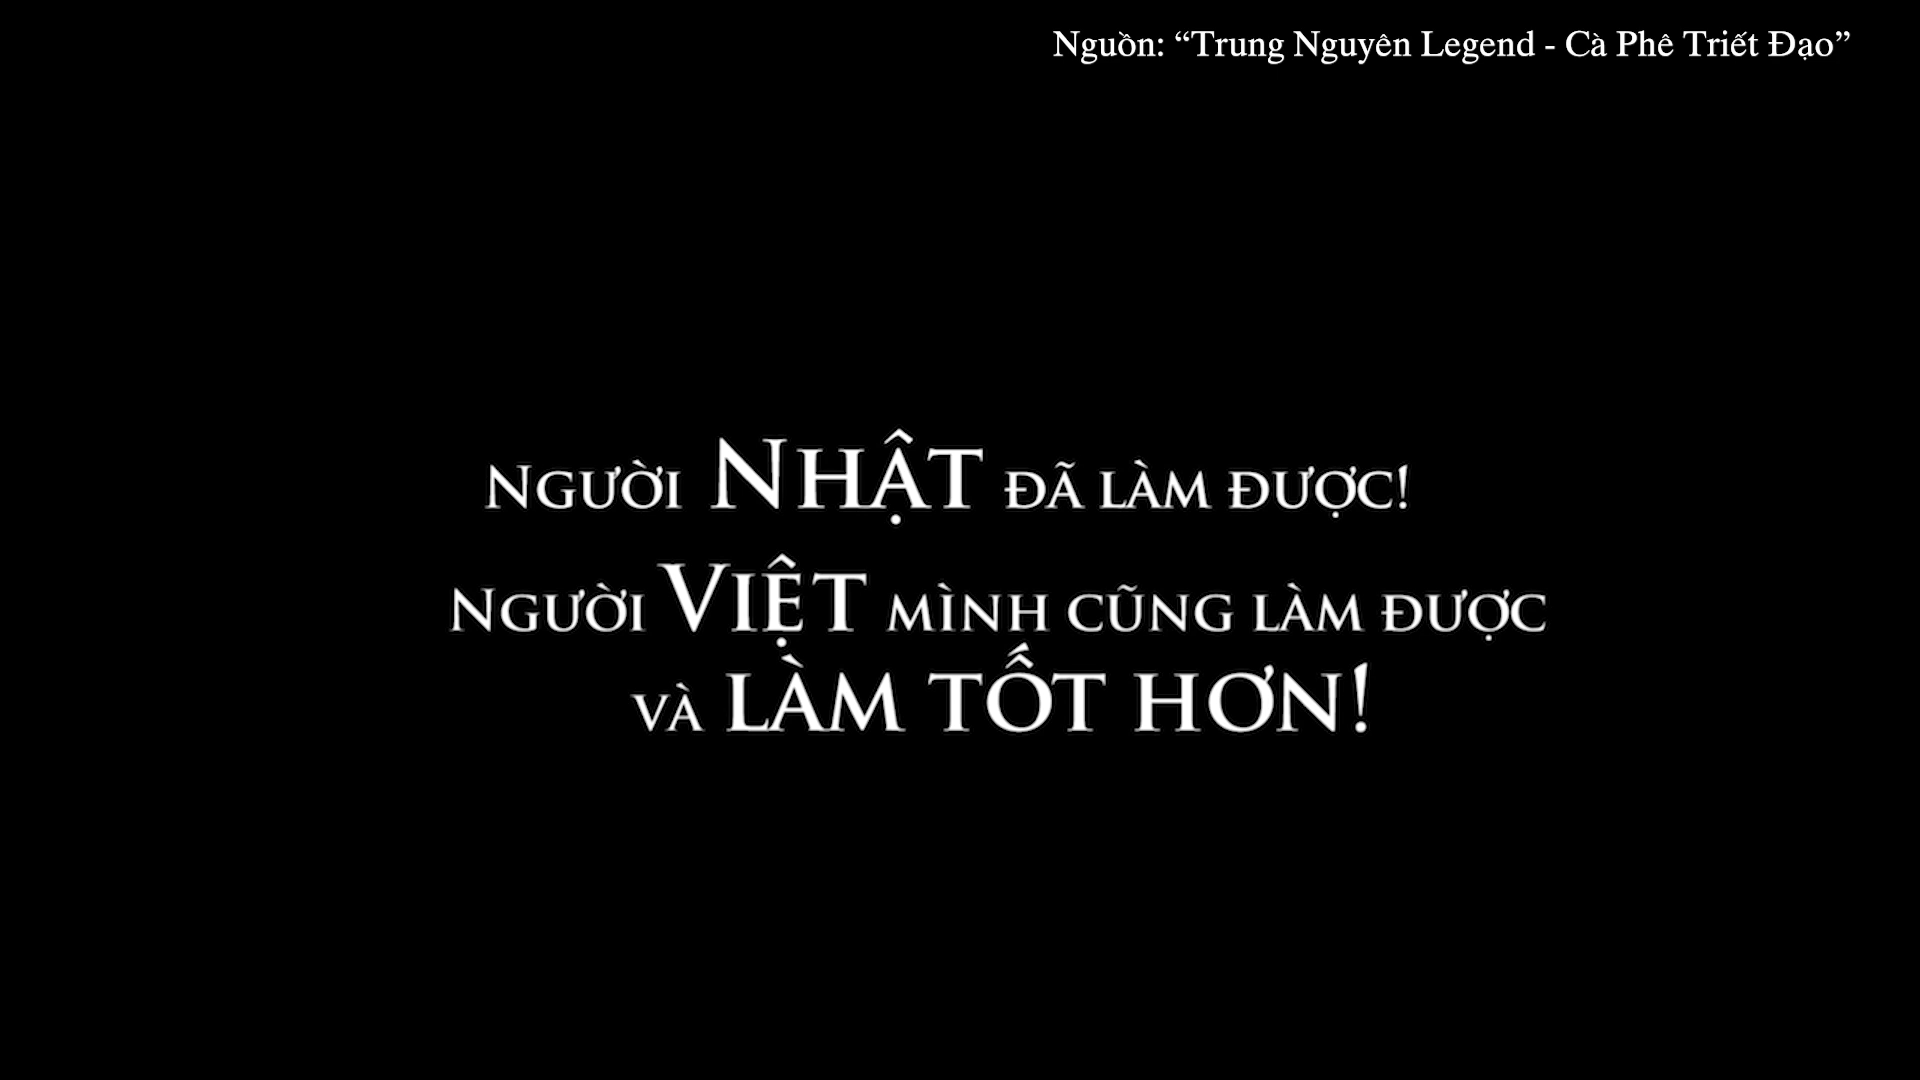 Nguồn: “Trung Nguyên Legend - Cà Phê Triết Đạo”
NGƯỜI NHẬT ĐÃ LÀM ĐƯỢC!
NGƯỜI VIỆT MÌNH CŨNG LÀM ĐƯỢC
VÀ LÀM TỐT HƠN!